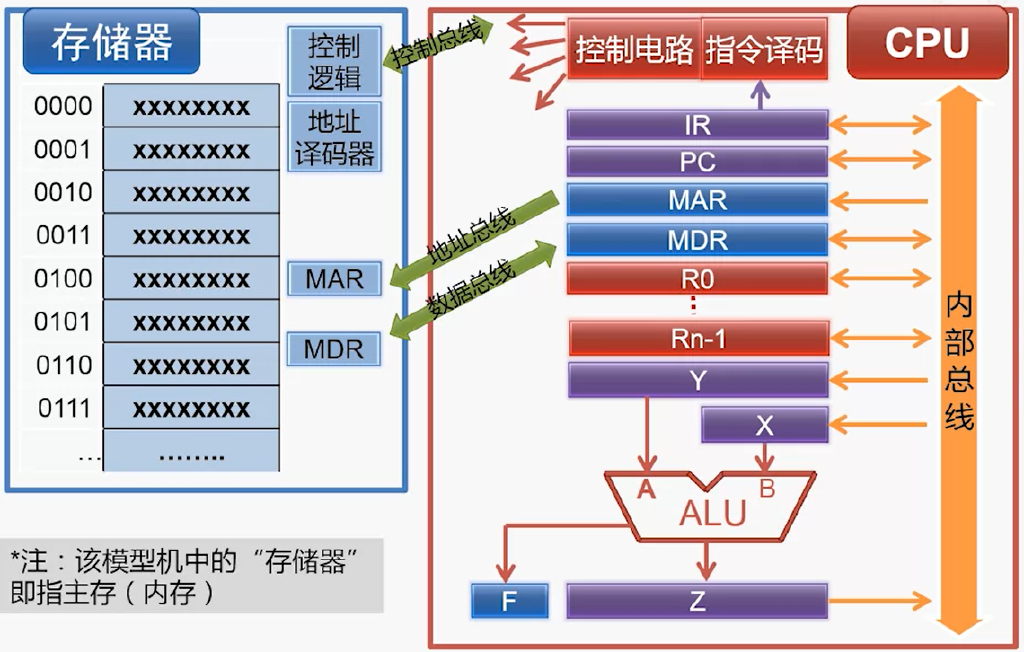 存储器
控制
逻辑
地址
译码器
0000 xxxxxxxx
0001 xxxxxxxx
0010 xxxxxxxx
0011 xxxxxxxx
0100 xxxxxxxx
0101 xxxxxxxx
0110 xxxxxxxx
0111 xxxxxxxx
... ........
MAR
MDR
控制总线
地址总线
数据总线
控制电路 指令译码
CPU
IR
PC
MAR
MDR
R0
Rn-1
Y
X
A B
ALU
F
Z
内部总线
*注：该模型机中的“存储器”
即指主存（内存）